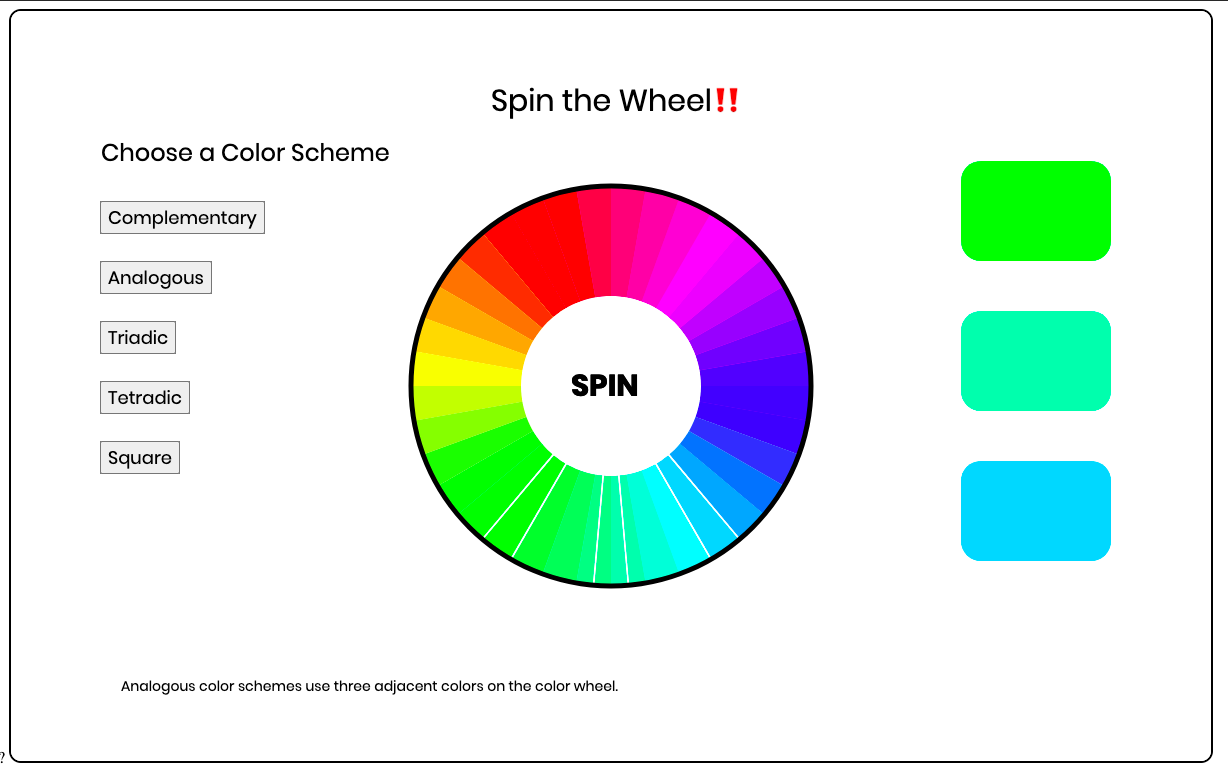 Spin the Wheel‼
Choose a Color Scheme
Complementary
Analogous
Triadic
Tetradic
Square
SPIN
Analogous color schemes use three adjacent colors on the color wheel.
?